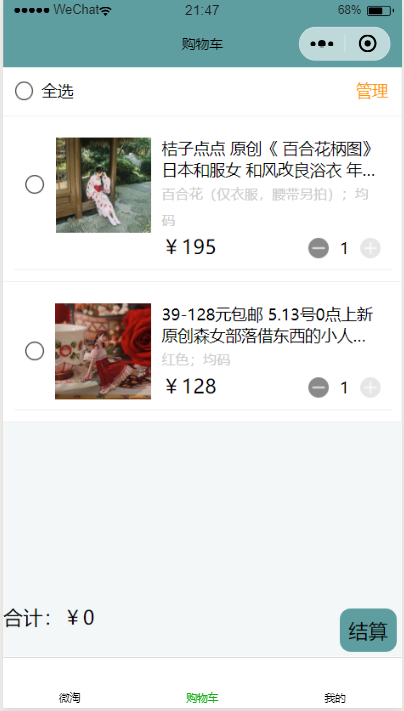 WeChat 21:47 68%
购物车
全选 管理
桔子点点 原创《 百合花柄图》
日本和服女 和风改良浴衣 年...
百合花（仅衣服，腰带另拍）；均
码
￥195 1
39-128元包邮 5.13号0点上新
原创森女部落借东西的小人...
红色；均码
￥128 1
合计：￥0 结算
微淘 购物车 我的